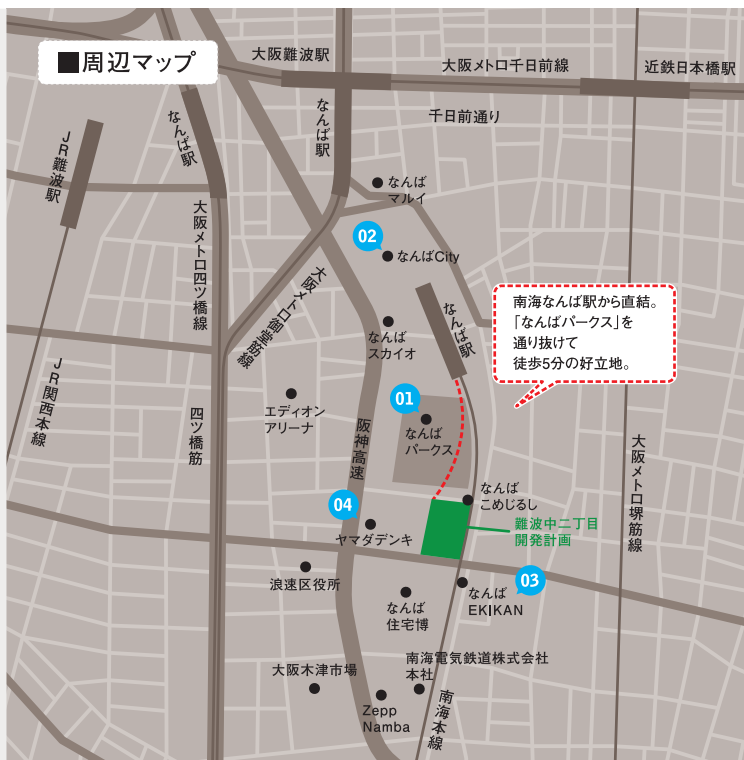 ■周辺マップ
大阪難波駅
大阪メトロ千日前線
近鉄日本橋駅
千日前通り
なんば駅
なんば駅
JR難波駅
なんば
マルイ
02
なんばCity
大阪メトロ四ツ橋線
大阪メトロ御堂筋線
なんば駅
南海なんば駅から直結。
「なんばパークス」を
通り抜けて
徒歩5分の好立地。
なんば
スカイオ
JR関西本線
エディオン
アリーナ
01
なんば
パークス
四ツ橋筋
阪神高速
大阪メトロ堺筋線
04
ヤマダデンキ
なんば
こめじるし
難波中二丁目
開発計画
浪速区役所
なんば
住宅博
03
なんば
EKIKAN
大阪木津市場
南海電気鉄道株式会社
本社
Zepp
Namba
南海本線